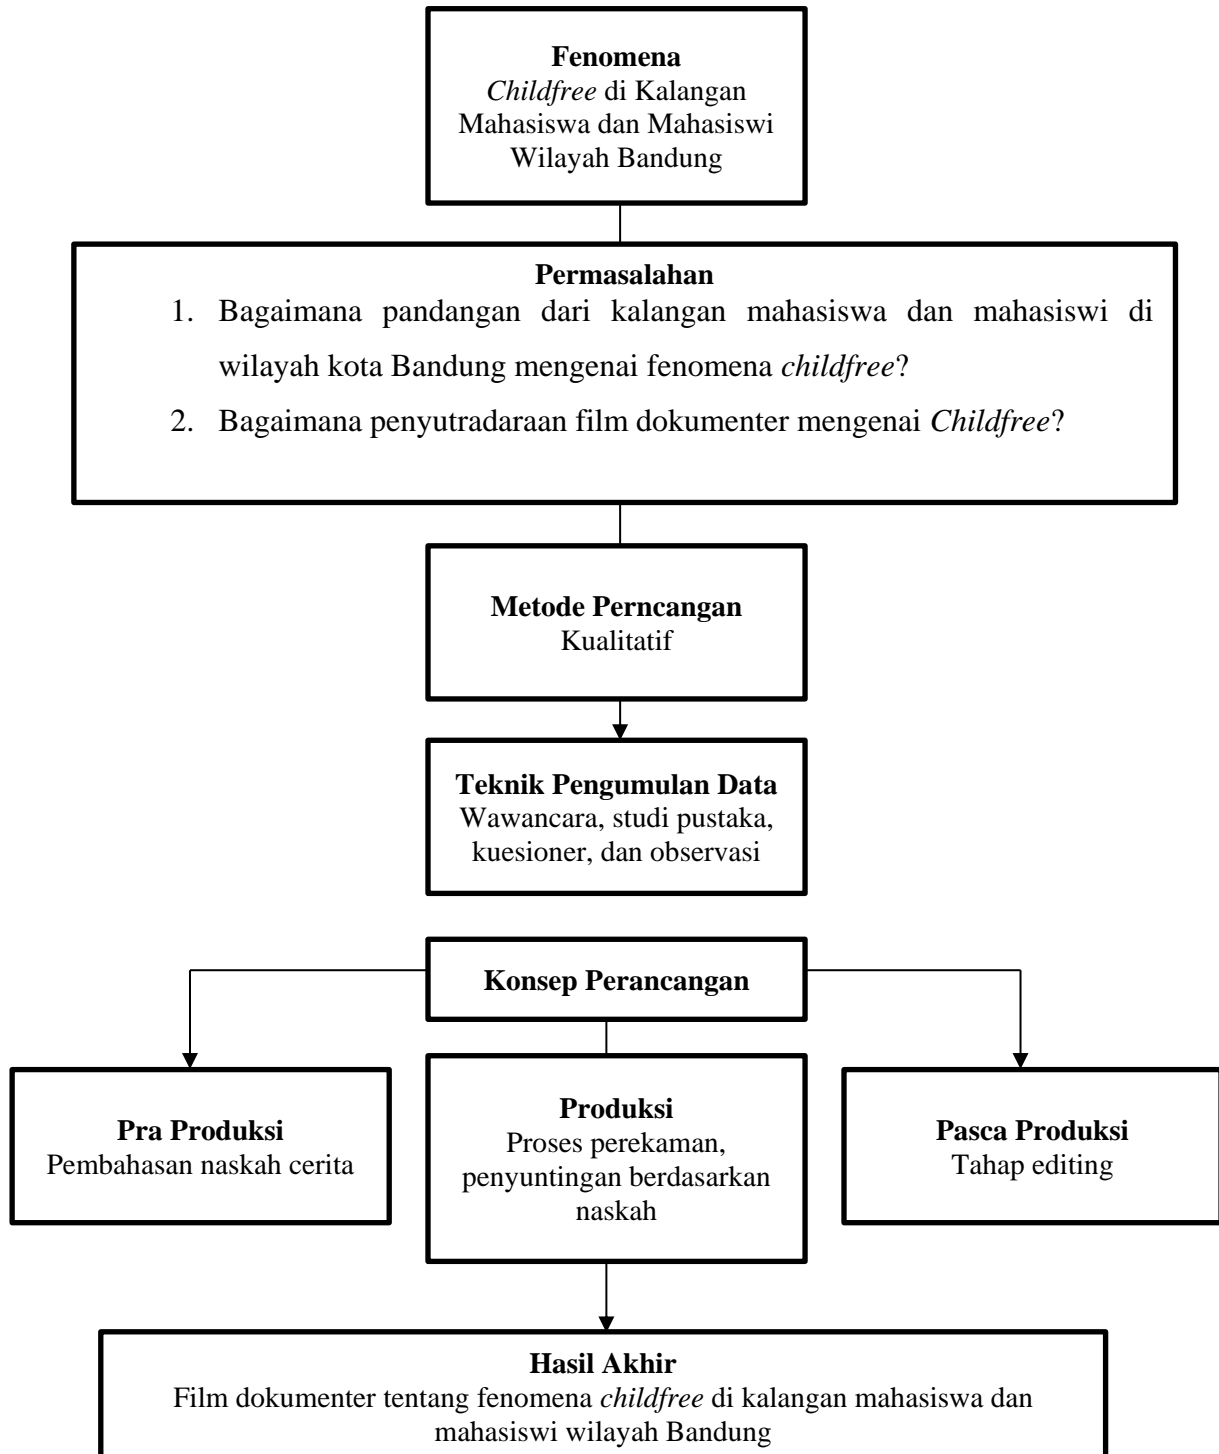 Fenomena
Childfree di Kalangan
Mahasiswa dan Mahasiswi
Wilayah Bandung
Permasalahan
1. Bagaimana pandangan dari kalangan mahasiswa dan mahasiswi di
wilayah kota Bandung mengenai fenomena childfree?
2. Bagaimana penyutradaraan film dokumenter mengenai Childfree?
Metode Perncangan
Kualitatif
Teknik Pengumulan Data
Wawancara, studi pustaka,
kuesioner, dan observasi
Konsep Perancangan
Pra Produksi
Pembahasan naskah cerita
Produksi
Proses perekaman,
penyuntingan berdasarkan
naskah
Pasca Produksi
Tahap editing
Hasil Akhir
Film dokumenter tentang fenomena childfree di kalangan mahasiswa dan
mahasiswi wilayah Bandung